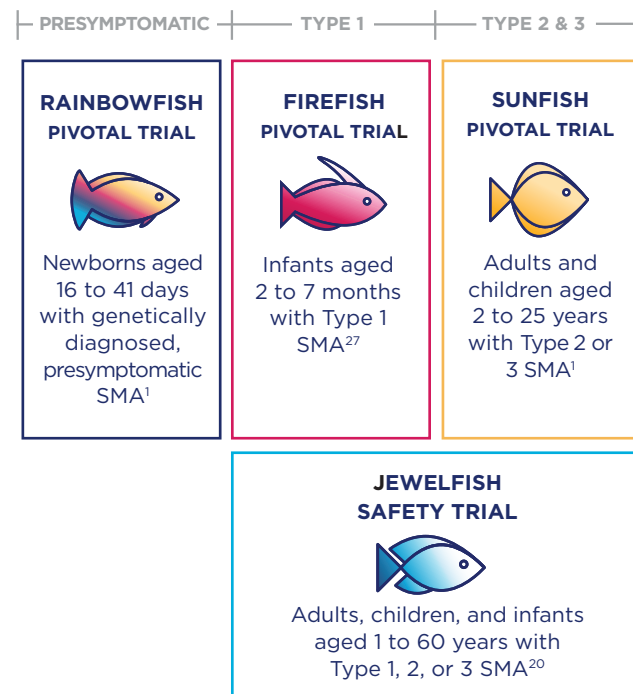 PRESYMPTOMATIC
TYPE 1
TYPE 2 & 3
RAINBOWFISH
PIVOTAL TRIAL
Newborns aged
16 to 41 days
with genetically
diagnosed,
presymptomatic
SMA¹
FIREFISH
PIVOTAL TRIAL
Infants aged
2 to 7 months
with Type 1
SMA²⁷
SUNFISH
PIVOTAL TRIAL
Adults and
children aged
2 to 25 years
with Type 2 or
3 SMA¹
JEWELFISH
SAFETY TRIAL
Adults, children, and infants
aged 1 to 60 years with
Type 1, 2, or 3 SMA²⁰